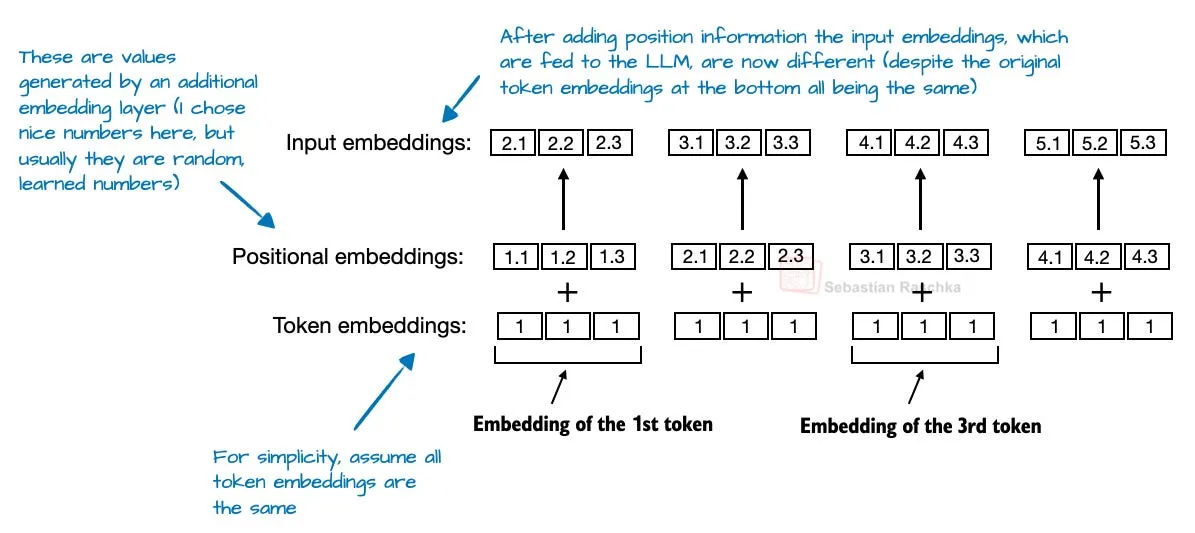 These are values
generated by an additional
embedding layer (I chose
nice numbers here, but
usually they are random,
learned numbers)
After adding position information the input embeddings, which
are fed to the LLM, are now different (despite the original
token embeddings at the bottom all being the same)
Input embeddings: 2.1 2.2 2.3 3.1 3.2 3.3 4.1 4.2 4.3 5.1 5.2 5.3
Positional embeddings: 1.1 1.2 1.3 2.1 2.2 2.3 3.1 3.2 3.3 4.1 4.2 4.3
+ + + +
Sebastian Raschka
Token embeddings: 1 1 1 1 1 1 1 1 1 1 1 1
Embedding of the 1st token
Embedding of the 3rd token
For simplicity, assume all
token embeddings are
the same